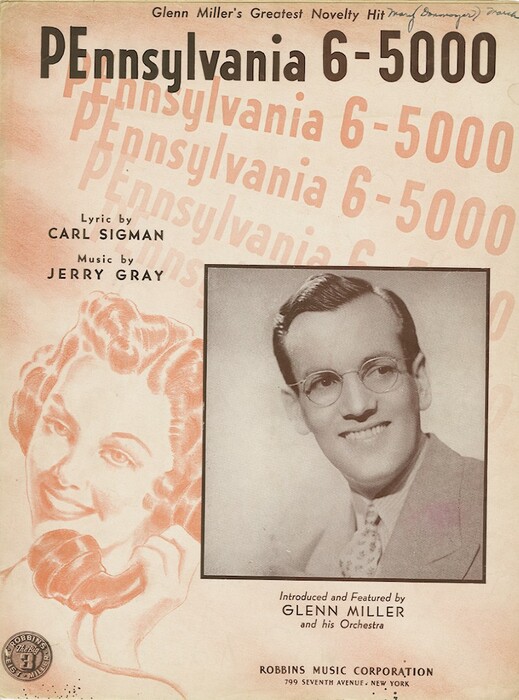 Glenn Miller's Greatest Novelty Hit
PEnnsylvania 6-5000
PEnnsylvania 6-5000
PEnnsylvania 6-5000
PEnnsylvania 6-5000
Lyric by
CARL SIGMAN
Music by
JERRY GRAY
Introduced and Featured by
GLENN MILLER
and his Orchestra
ROBBINS MUSIC CORPORATION
799 SEVENTH AVENUE · NEW YORK
ROBBINS